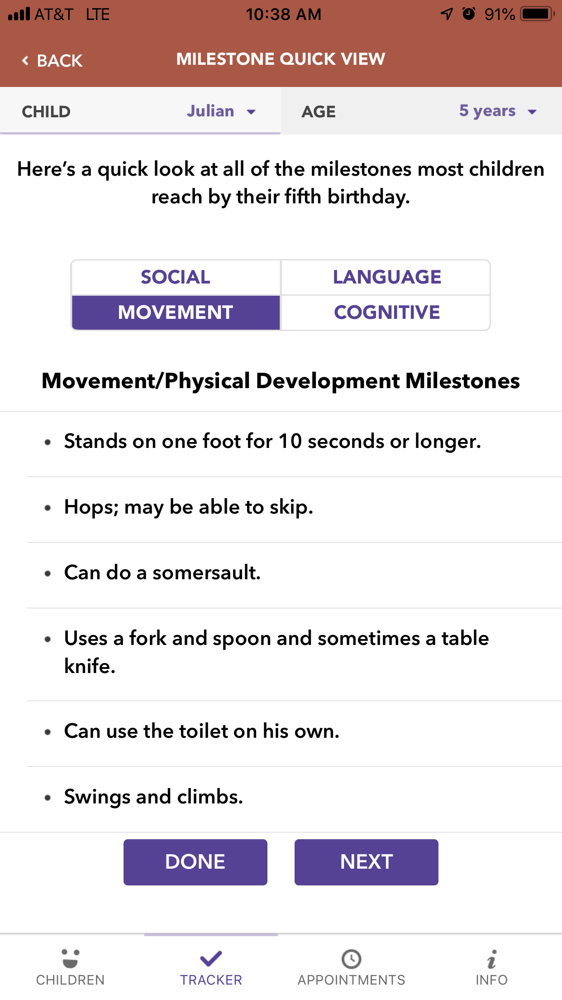 AT&T LTE 10:38 AM 91%
BACK MILESTONE QUICK VIEW
CHILD Julian AGE 5 years
Here's a quick look at all of the milestones most children
reach by their fifth birthday.
SOCIAL LANGUAGE
MOVEMENT COGNITIVE
Movement/Physical Development Milestones
• Stands on one foot for 10 seconds or longer.
• Hops; may be able to skip.
• Can do a somersault.
• Uses a fork and spoon and sometimes a table
knife.
• Can use the toilet on his own.
• Swings and climbs.
DONE NEXT
CHILDREN TRACKER APPOINTMENTS INFO